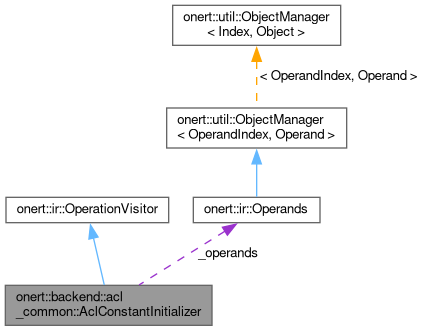 onert::util::ObjectManager
< Index, Object >
< OperandIndex, Operand >
onert::util::ObjectManager
< OperandIndex, Operand >
onert::ir::OperationVisitor
onert::ir::Operands
_operands
onert::backend::acl
_common::AclConstantInitializer